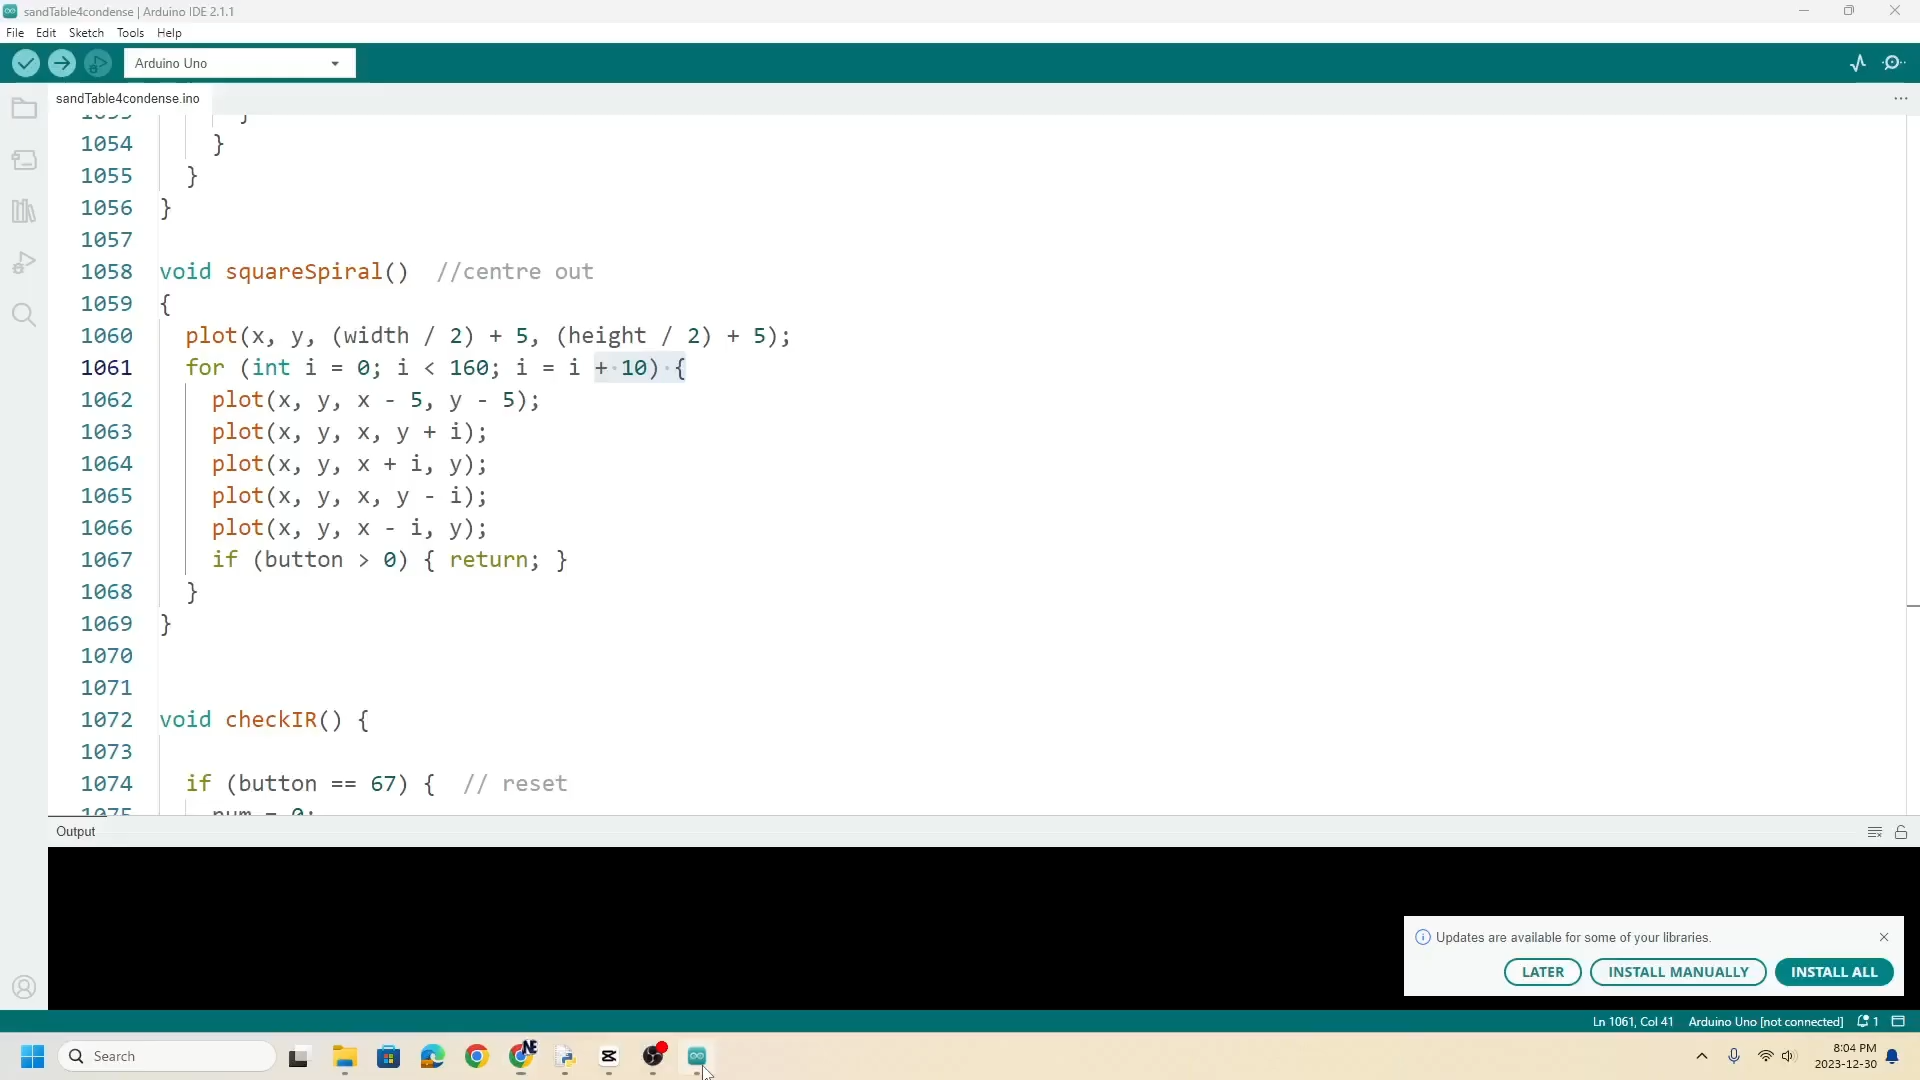 sandTable4condense | Arduino IDE 2.1.1
File Edit Sketch Tools Help
Arduino Uno
sandTable4condense.ino
1054 }
1055 }
1056 }
1057
1058 void squareSpiral() //centre out
1059 {
1060 plot(x, y, (width / 2) + 5, (height / 2) + 5);
1061 for (int i = 0; i < 160; i = i + 10) {
1062 plot(x, y, x - 5, y - 5);
1063 plot(x, y, x, y + i);
1064 plot(x, y, x + i, y);
1065 plot(x, y, x, y - i);
1066 plot(x, y, x - i, y);
1067 if (button > 0) { return; }
1068 }
1069 }
1070
1071
1072 void checkIR() {
1073
1074 if (button == 67) { // reset
1075 num = 0;
Output
Updates are available for some of your libraries.
LATER INSTALL MANUALLY INSTALL ALL
Ln 1061, Col 41 Arduino Uno [not connected] 1
Search
NE
8:04 PM
2023-12-30